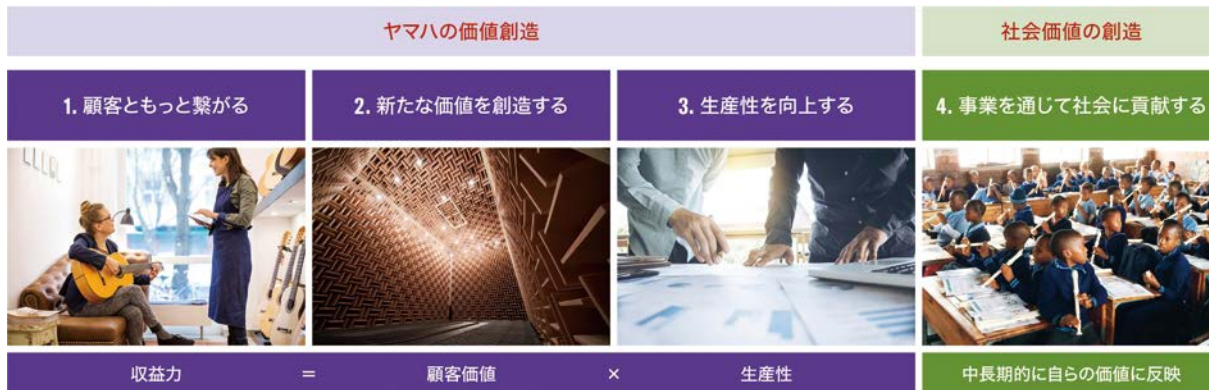 ヤマハの価値創造
社会価値の創造
1. 顧客ともっと繋がる
2. 新たな価値を創造する
3. 生産性を向上する
4. 事業を通じて社会に貢献する
収益力 = 顧客価値 × 生産性
中長期的に自らの価値に反映